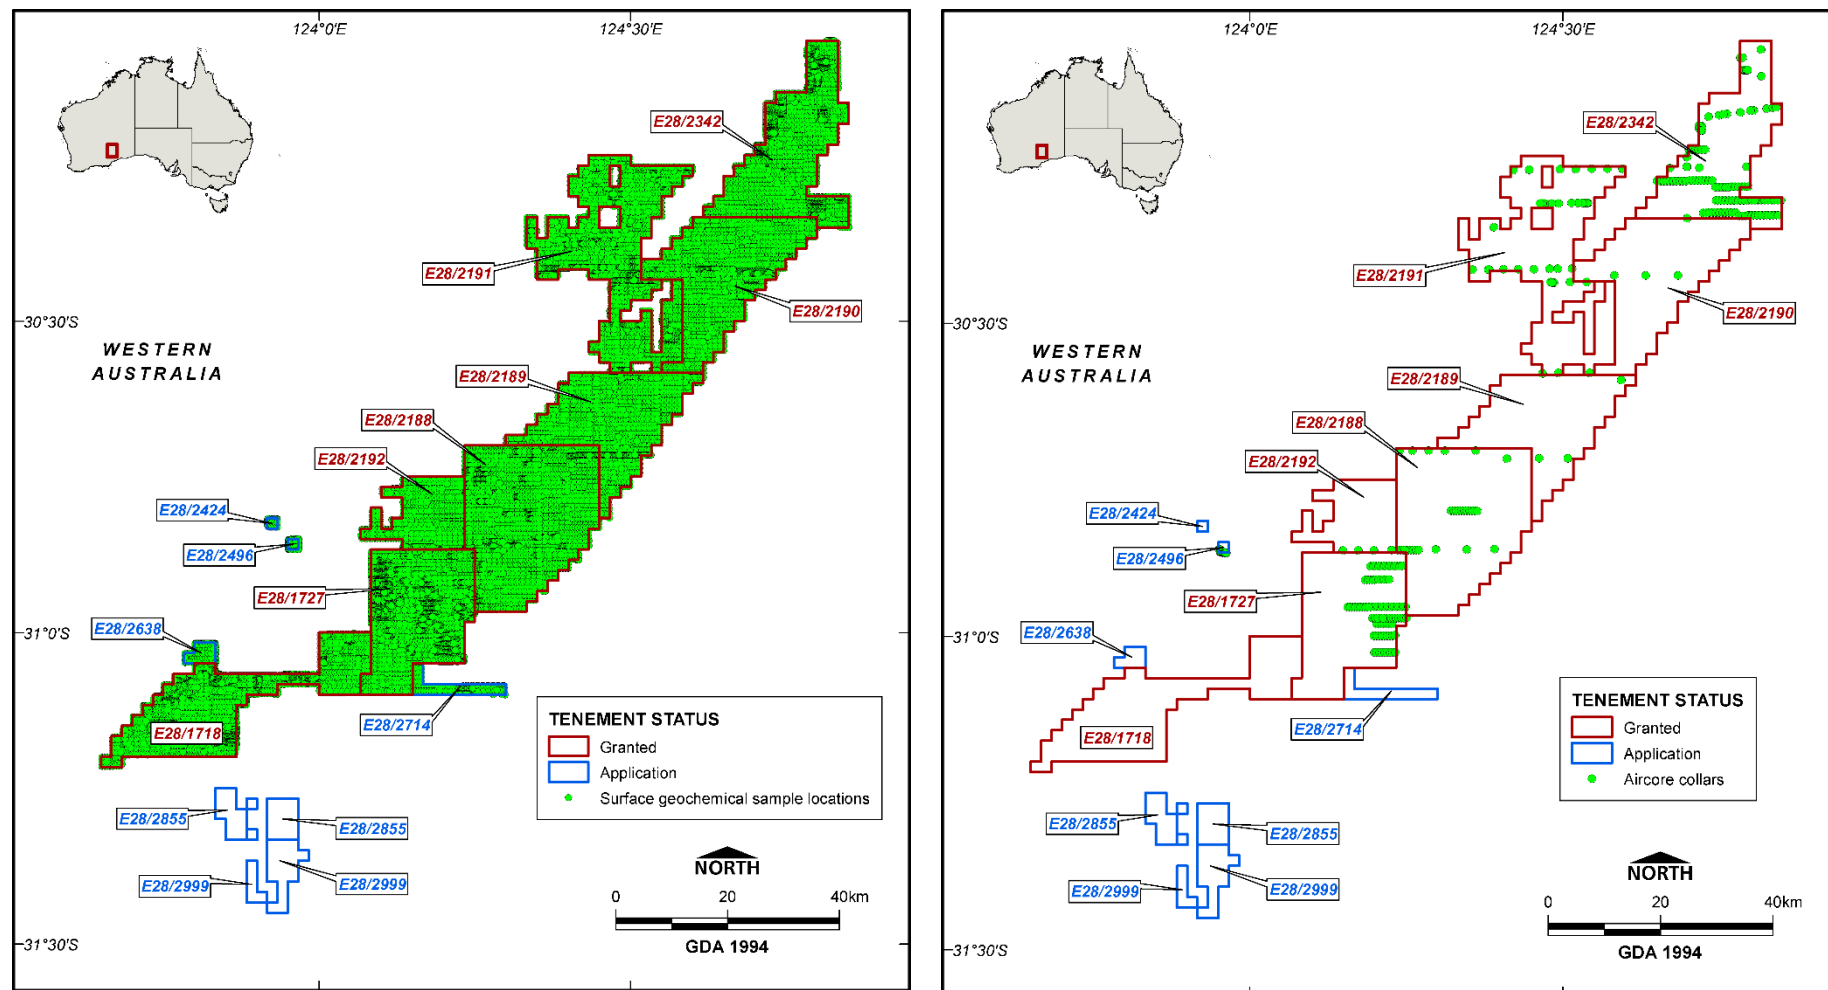 124°0'E
124°30'E
E28/2342
E28/2191
E28/2190
30°30'S
WESTERN
AUSTRALIA
E28/2189
E28/2188
E28/2192
E28/2424
E28/2496
E28/1727
E28/2638
31°0'S
E28/2714
E28/1718
TENEMENT STATUS
Granted
Application
Surface geochemical sample locations
E28/2855
E28/2855
E28/2999
E28/2999
NORTH
0 20 40km
GDA 1994
31°30'S
124°0'E
124°30'E
E28/2342
E28/2191
E28/2190
30°30'S
WESTERN
AUSTRALIA
E28/2189
E28/2188
E28/2192
E28/2424
E28/2496
E28/1727
E28/2638
31°0'S
E28/2714
E28/1718
TENEMENT STATUS
Granted
Application
Aircore collars
E28/2855
E28/2855
E28/2999
E28/2999
NORTH
0 20 40km
GDA 1994
31°30'S